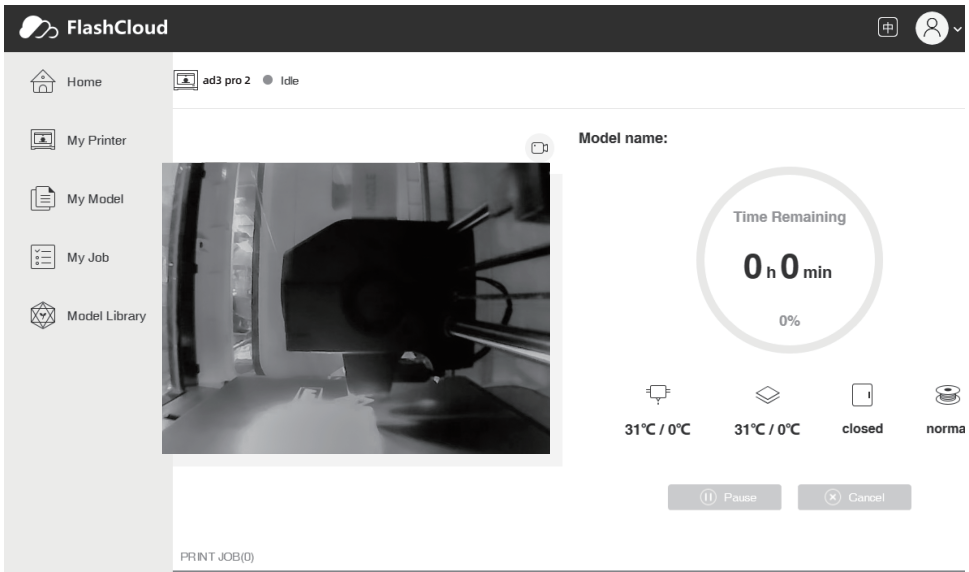 FlashCloud
中
Home
My Printer
My Model
My Job
Model Library
ad3 pro 2
Idle
Model name:
Time Remaining
0 h 0 min
0%
31℃ / 0℃
31℃ / 0℃
closed
norma
Pause
Cancel
PRINT JOB(0)